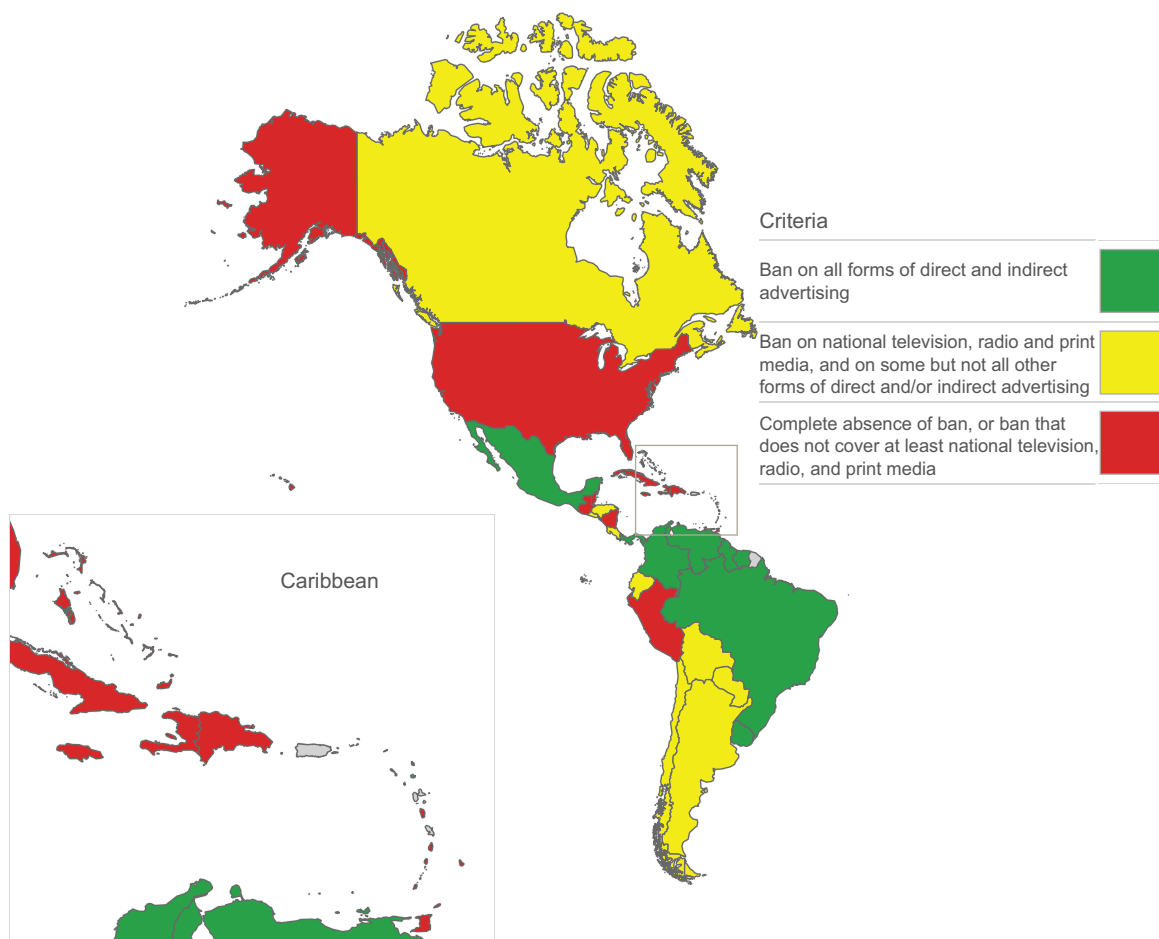 Criteria
Ban on all forms of direct and indirect
advertising
Ban on national television, radio and print
media, and on some but not all other
forms of direct and/or indirect advertising
Complete absence of ban, or ban that
does not cover at least national television,
radio, and print media
Caribbean